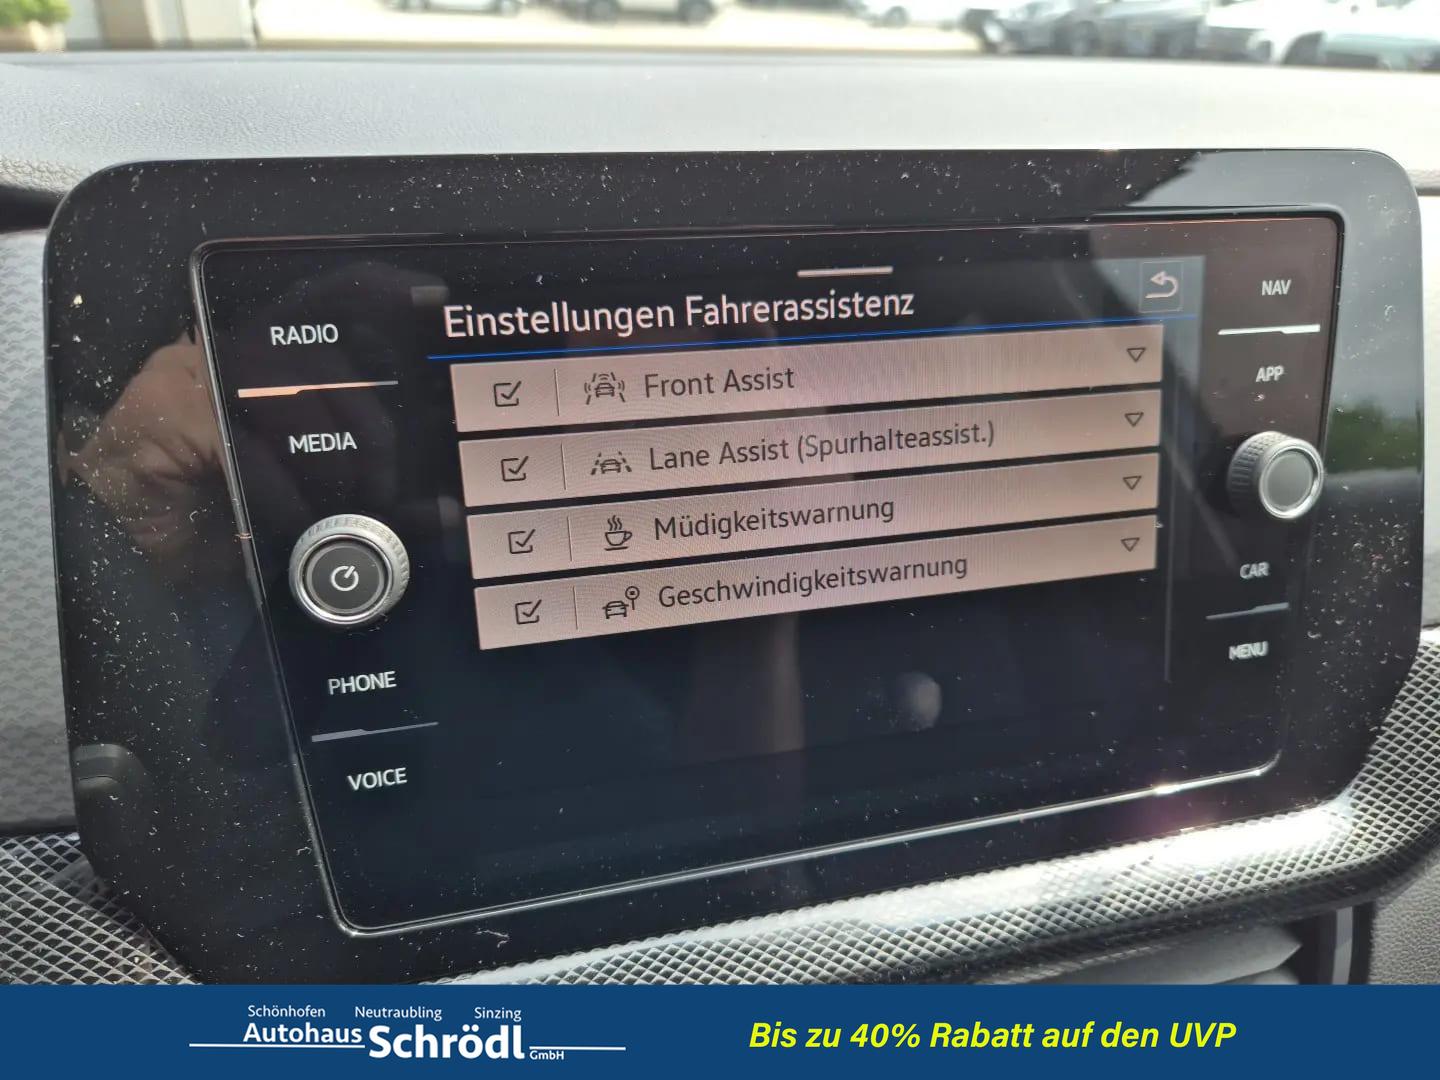 RADIO
MEDIA
PHONE
VOICE
Einstellungen Fahrerassistenz
Front Assist
Lane Assist (Spurhalteassist.)
Müdigkeitswarnung
Geschwindigkeitswarnung
NAV
APP
CAR
MENU
Schönhofen Neutraubling Sinzing
Autohaus Schrödl GmbH
Bis zu 40% Rabatt auf den UVP